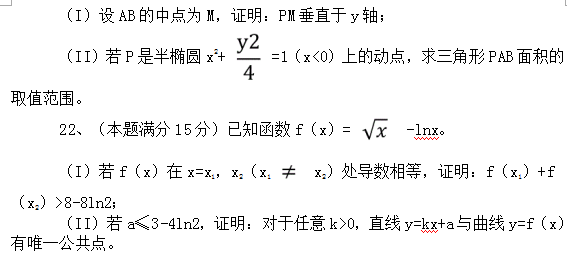 (I) 设AB的中点为M，证明：PM垂直于y轴；
(II) 若P是半椭圆x²+ y2/4 =1（x<0）上的动点，求三角形PAB面积的
取值范围。
22、（本题满分15分）已知函数f（x）= √x -lnx。
(I) 若f（x）在x=x₁，x₂（x₁ ≠ x₂）处导数相等，证明：f（x₁）+f
（x₂）>8-8ln2；
(II) 若a≤3-4ln2，证明：对于任意k>0，直线y=kx+a与曲线y=f（x）
有唯一公共点。